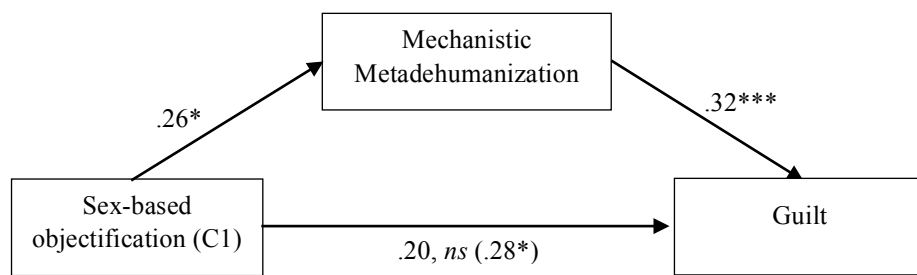 Mechanistic
Metadehumanization
.26*
.32***
Sex-based
objectification (C1)
Guilt
.20, ns (.28*)